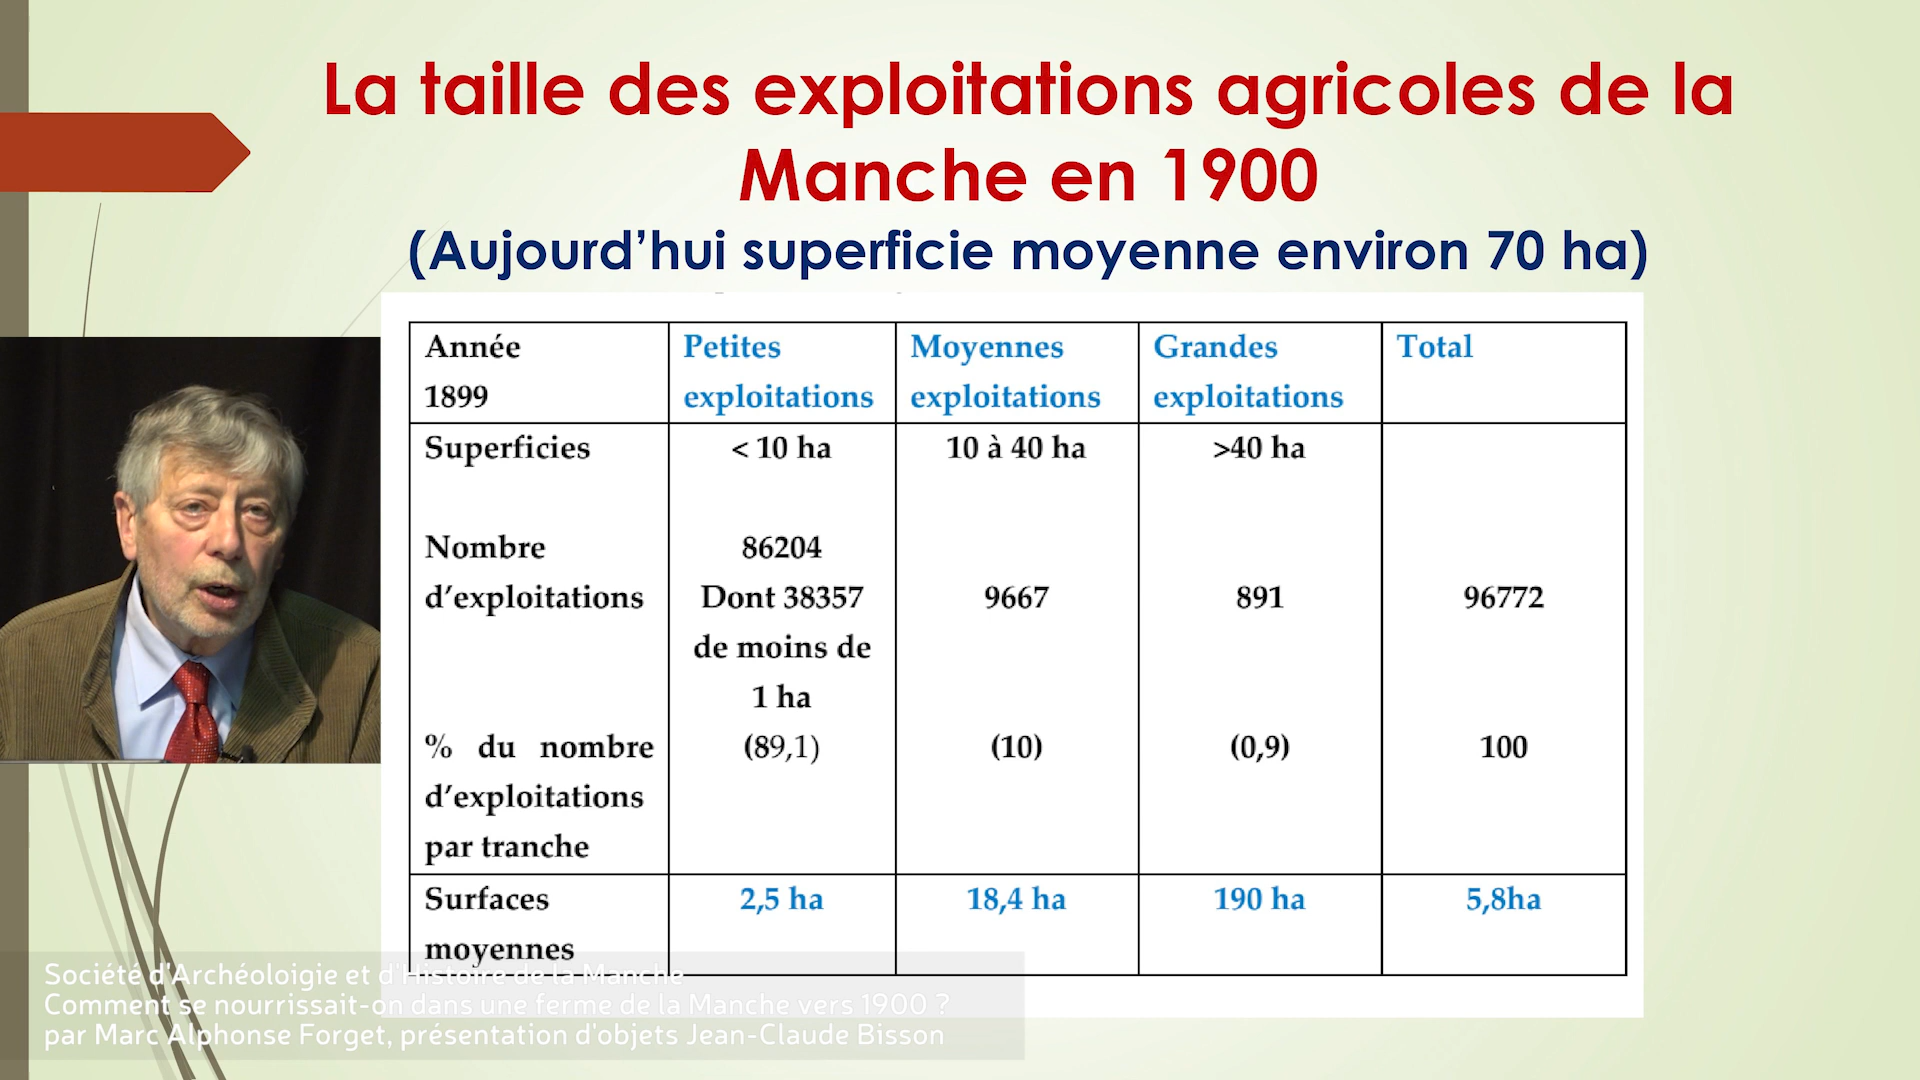 La taille des exploitations agricoles de la
Manche en 1900
(Aujourd’hui superficie moyenne environ 70 ha)
Année Petites Moyennes Grandes Total
1899 exploitations exploitations exploitations
Superficies < 10 ha 10 à 40 ha >40 ha
Nombre 86204
d’exploitations Dont 38357 9667 891 96772
de moins de
1 ha
% du nombre (89,1) (10) (0,9) 100
d’exploitations
par tranche
Surfaces 2,5 ha 18,4 ha 190 ha 5,8ha
moyennes
Société d'Archéoloigie et d'Histoire de la Manche
Comment se nourrissait-on dans une ferme de la Manche vers 1900 ?
par Marc Alphonse Forget, présentation d'objets Jean-Claude Bisson